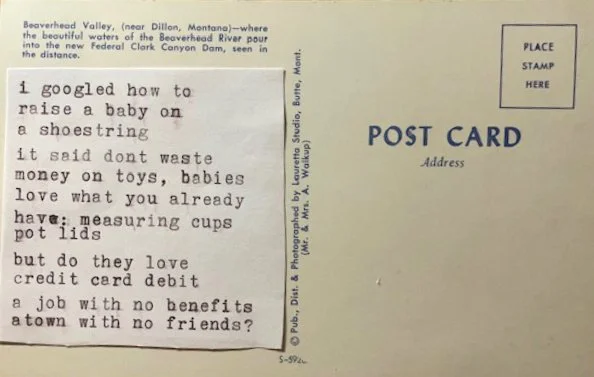 Beaverhead Valley, (near Dillon, Montana)—where
the beautiful waters of the Beaverhead River pour
into the new Federal Clark Canyon Dam, seen in
the distance.
i googled how to
raise a baby on
a shoestring
it said dont waste
money on toys, babies
love what you already
have: measuring cups
pot lids
but do they love
credit card debit
a job with no benefits
atown with no friends?
© Pub., Dist. & Photographed by Lauretta Studio, Butte, Mont.
(Mr. & Mrs. A. Walkup)
PLACE
STAMP
HERE
POST CARD
Address